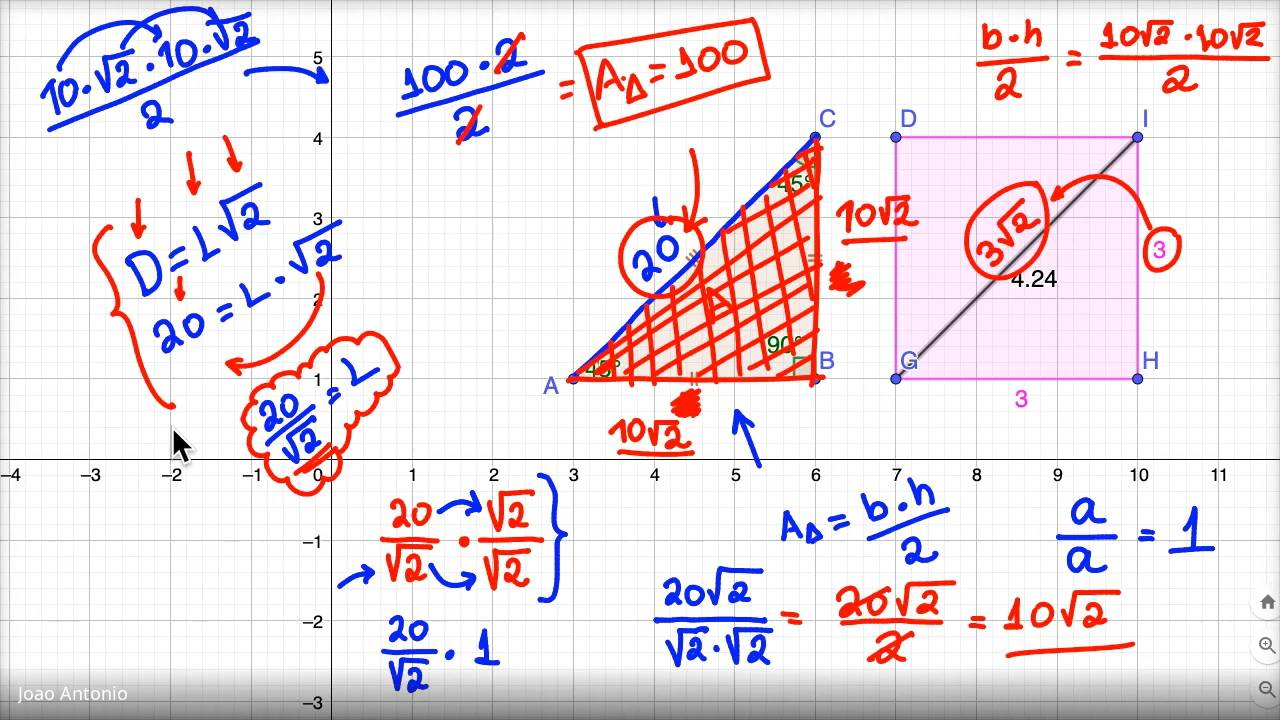 10·√2·10·√2 / 2
100·2 / 2 = A△ = 100
b·h / 2 = 10√2·10√2 / 2
D = L√2
20 = L·√2
20/√2 = L
5
4
3
2
1
0
-1
-2
-3
-4 -3 -2 -1 1 2 3 4 5 6 7 8 9 10 11
C
45°
20
10√2
90°
B
A
45°
10√2
D
I
3√2
3
4.24
G
H
3
20/√2 · √2/√2
20/√2 · 1
A△ = b·h / 2
a/a = 1
20√2 / √2·√2 = 20√2 / 2 = 10√2
Joao Antonio